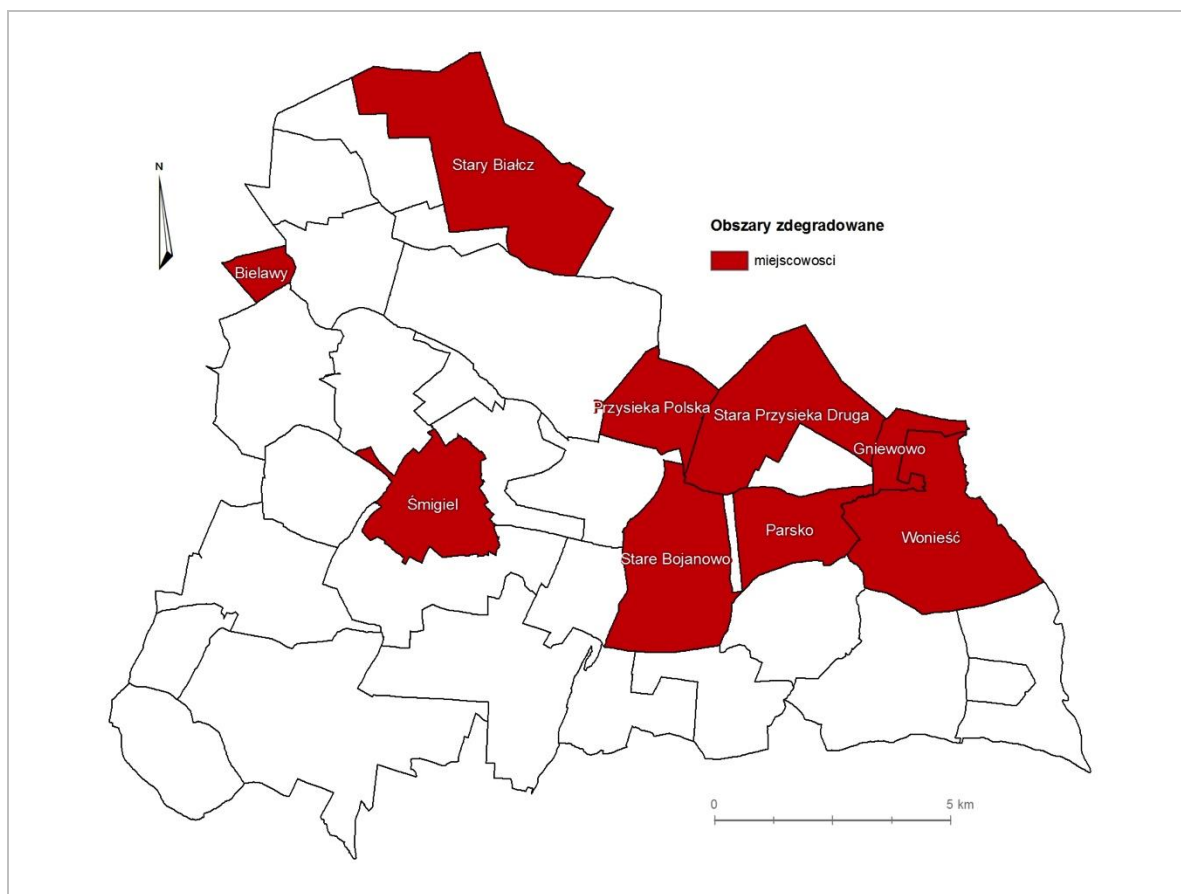 N
Stary Białcz
Obszary zdegradowane
miejscowosci
Bielawy
Przysieka Polska
Stara Przysieka Druga
Gniewowo
Śmigiel
Parsko
Wonieść
Stare Bojanowo
0 5 km